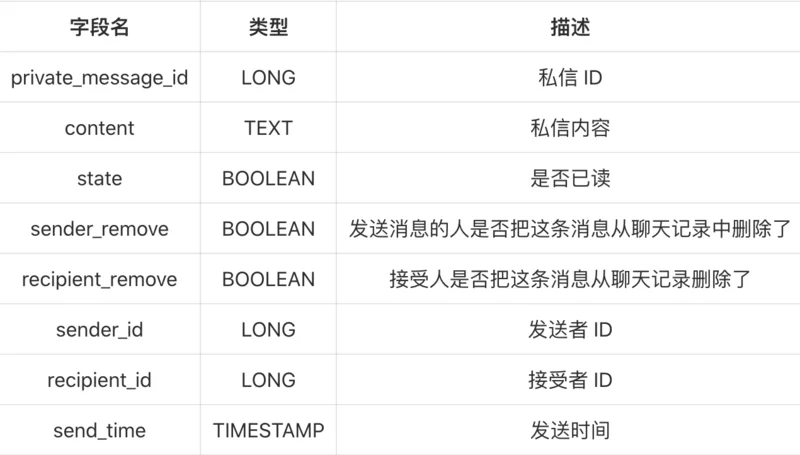 字段名 类型 描述
private_message_id LONG 私信 ID
content TEXT 私信内容
state BOOLEAN 是否已读
sender_remove BOOLEAN 发送消息的人是否把这条消息从聊天记录中删除了
recipient_remove BOOLEAN 接受人是否把这条消息从聊天记录删除了
sender_id LONG 发送者 ID
recipient_id LONG 接受者 ID
send_time TIMESTAMP 发送时间